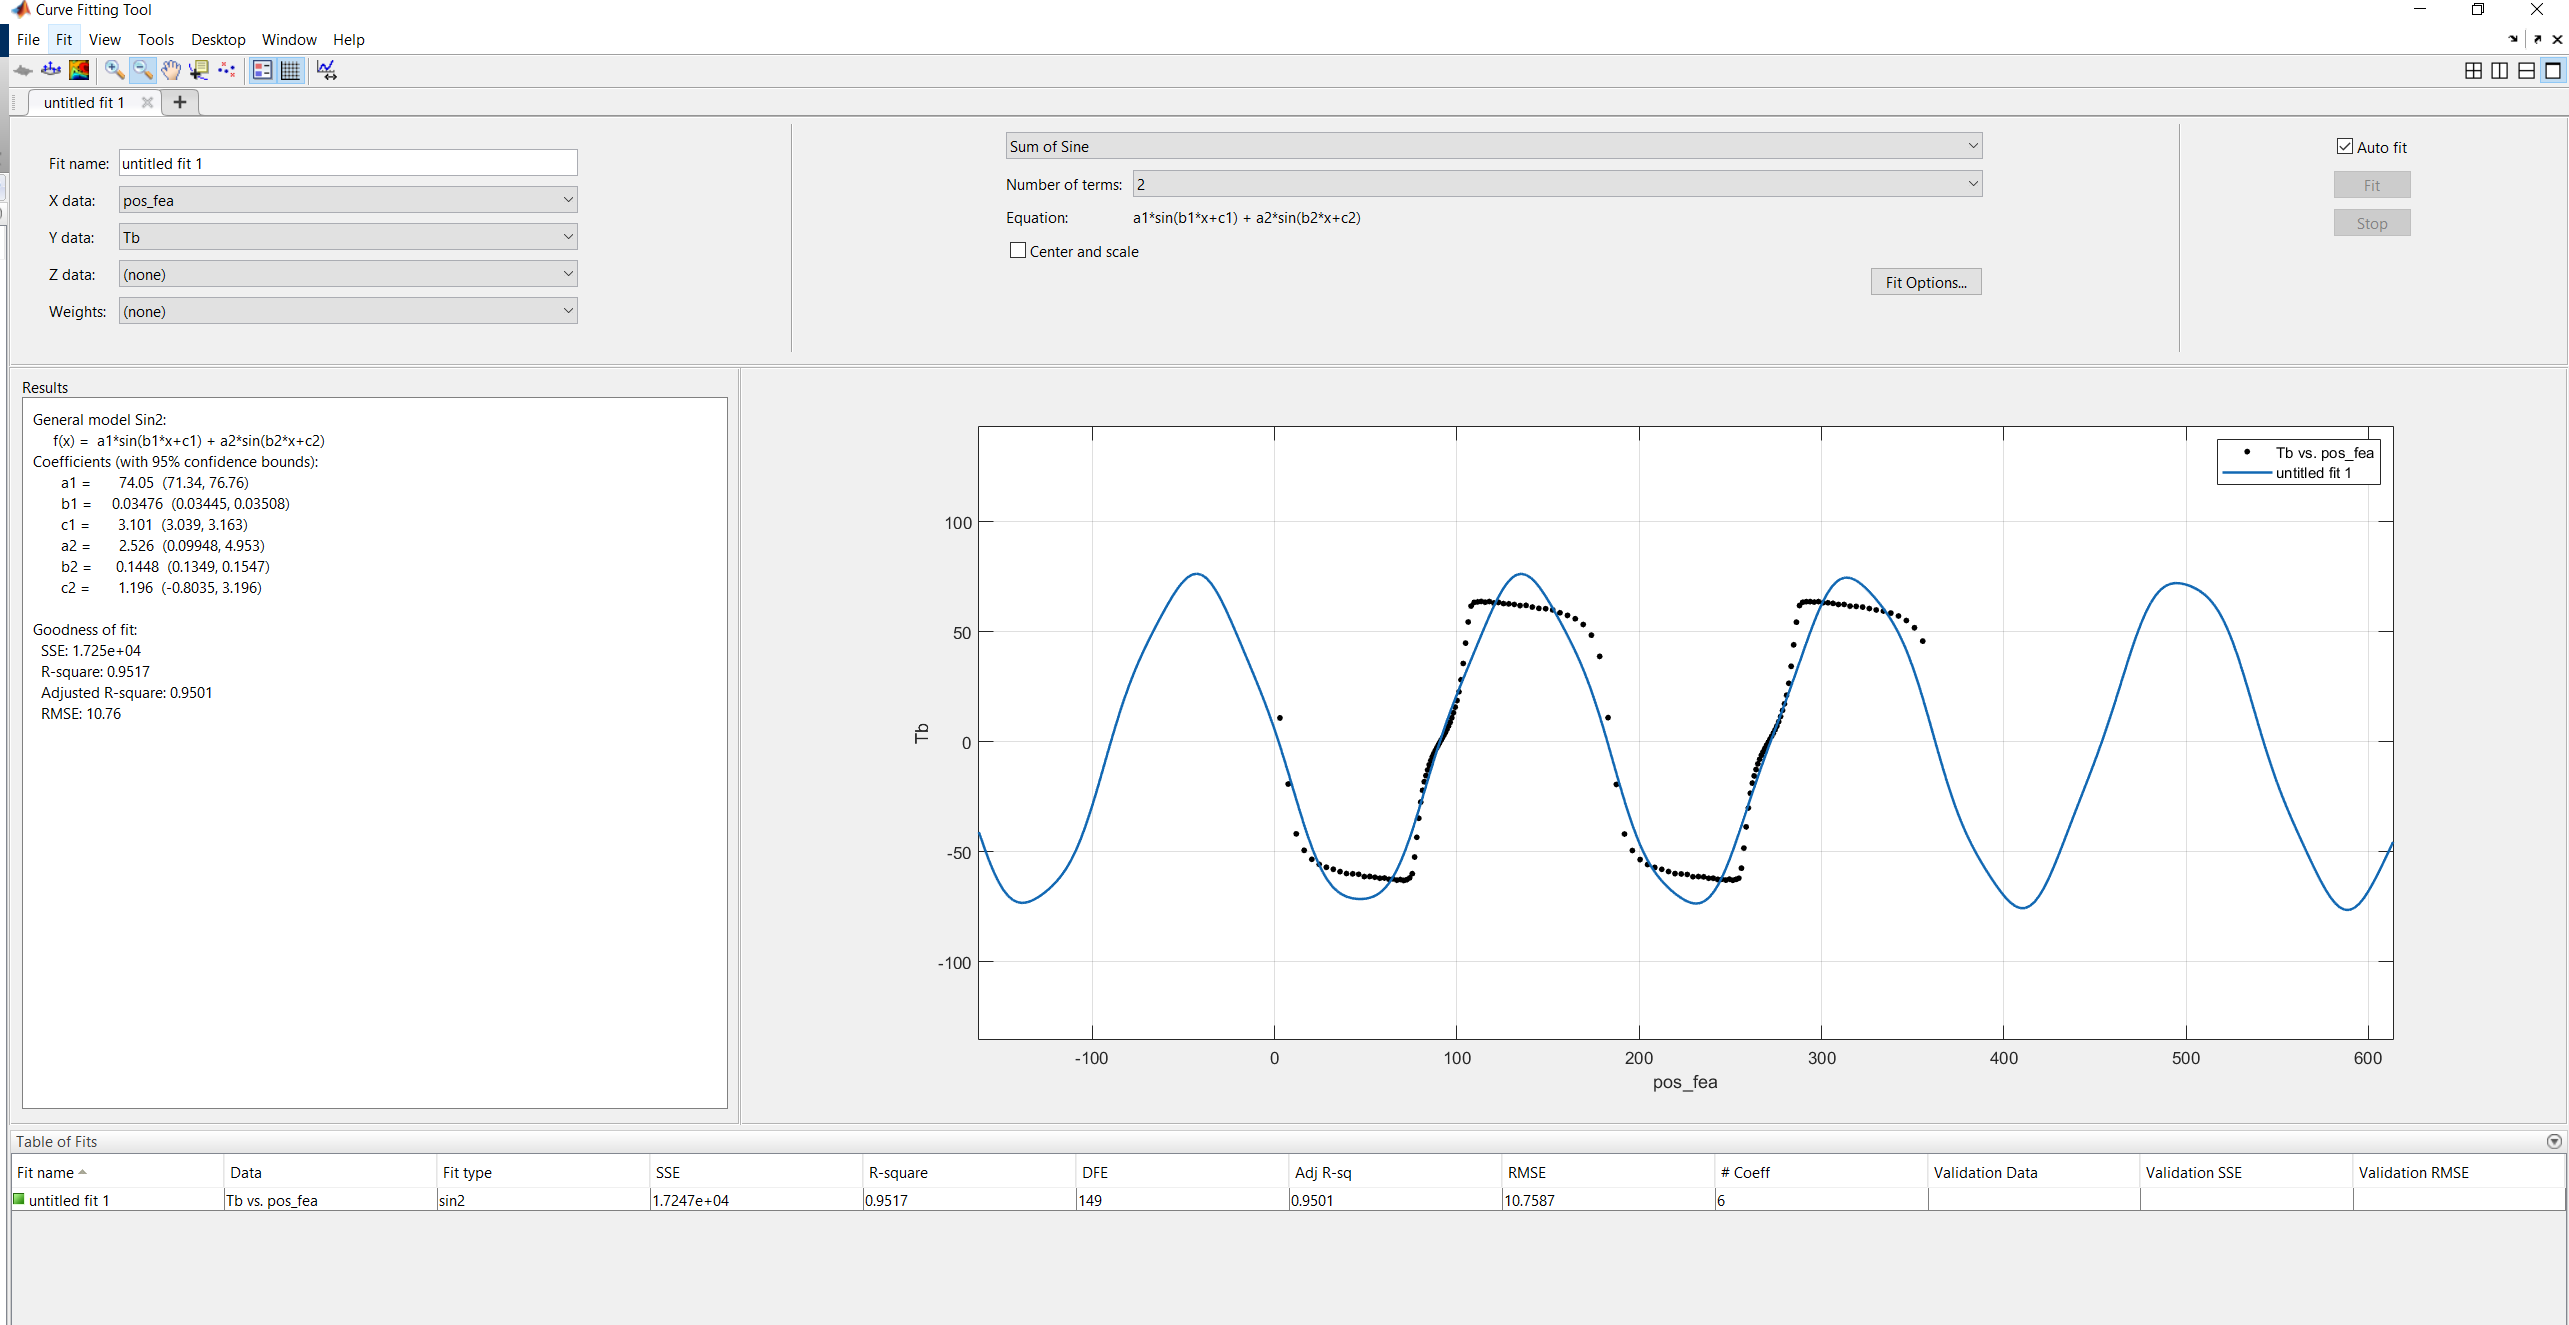 Curve Fitting Tool
File Fit View Tools Desktop Window Help
untitled fit 1
Fit name: untitled fit 1
X data: pos_fea
Y data: Tb
Z data: (none)
Weights: (none)
Sum of Sine
Number of terms: 2
Equation: a1*sin(b1*x+c1) + a2*sin(b2*x+c2)
Center and scale
Fit Options...
Auto fit
Fit
Stop
Results
General model Sin2:
f(x) = a1*sin(b1*x+c1) + a2*sin(b2*x+c2)
Coefficients (with 95% confidence bounds):
a1 = 74.05 (71.34, 76.76)
b1 = 0.03476 (0.03445, 0.03508)
c1 = 3.101 (3.039, 3.163)
a2 = 2.526 (0.09948, 4.953)
b2 = 0.1448 (0.1349, 0.1547)
c2 = 1.196 (-0.8035, 3.196)
Goodness of fit:
SSE: 1.725e+04
R-square: 0.9517
Adjusted R-square: 0.9501
RMSE: 10.76
Tb vs. pos_fea
untitled fit 1
100
50
0
-50
-100
Tb
-100 0 100 200 300 400 500 600
pos_fea
Table of Fits
Fit name Data Fit type SSE R-square DFE Adj R-sq RMSE # Coeff Validation Data Validation SSE Validation RMSE
untitled fit 1 Tb vs. pos_fea sin2 1.7247e+04 0.9517 149 0.9501 10.7587 6